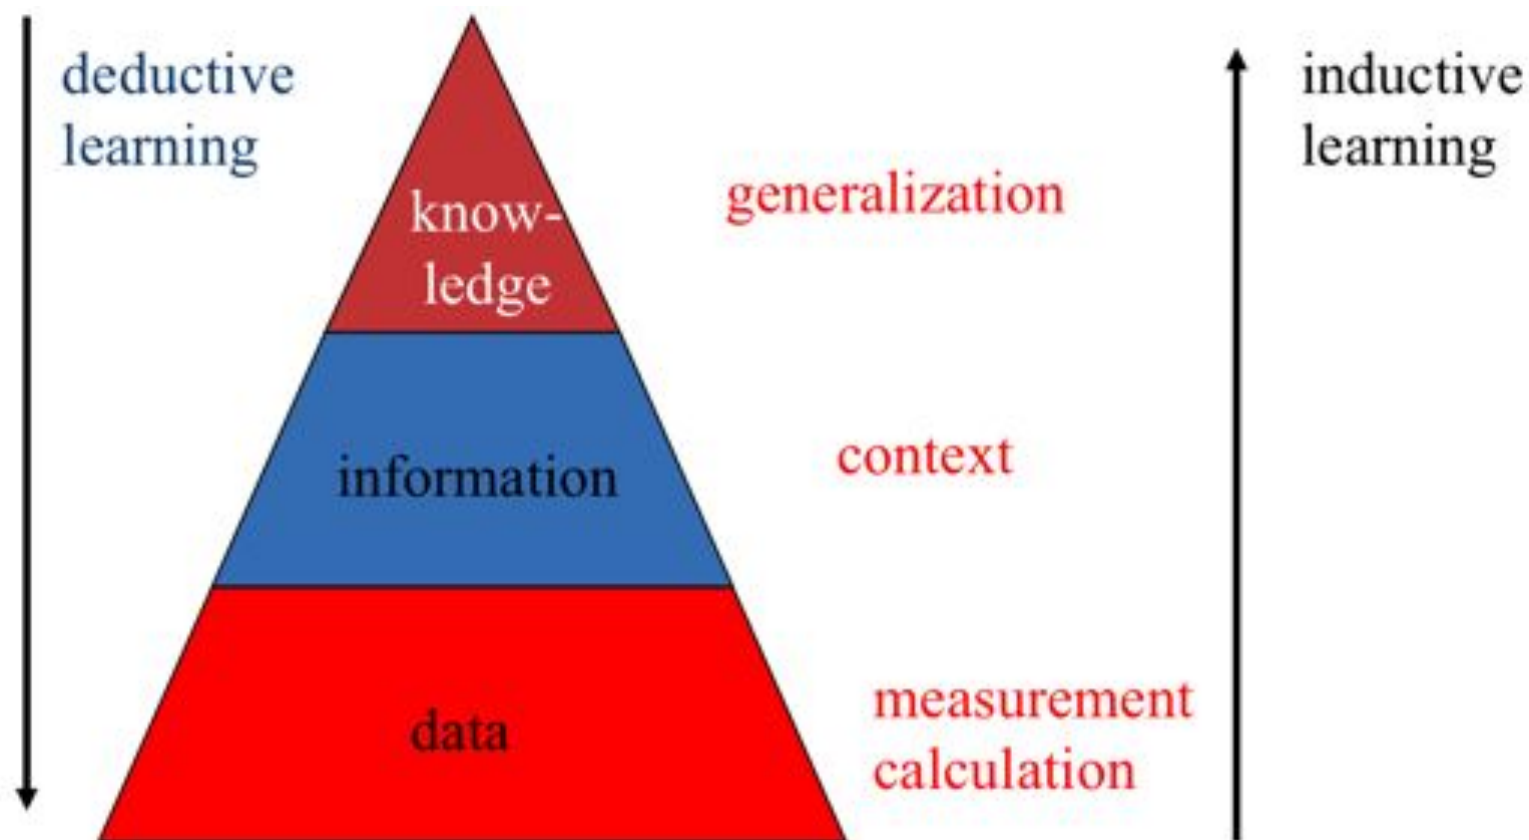 deductive
learning
inductive
learning
know-
ledge
generalization
information
context
data
measurement
calculation